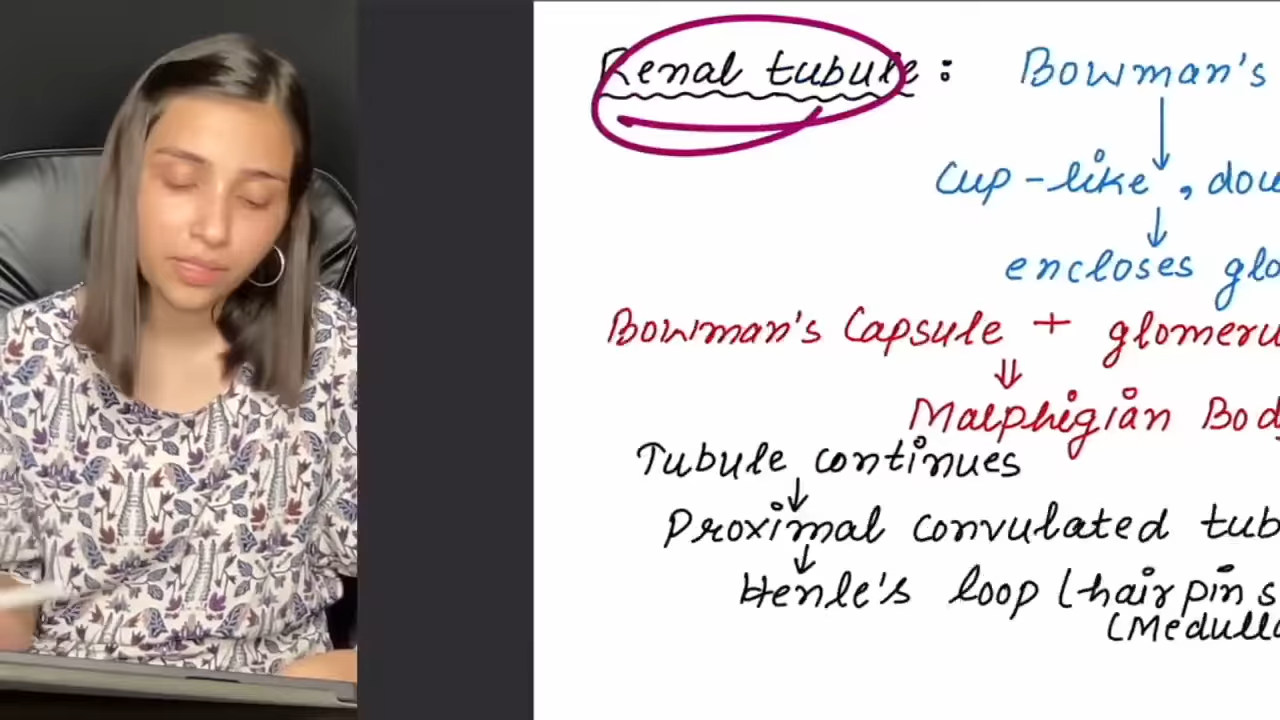 Renal tubule : Bowman's
Cup-like, dou
encloses glo
Bowman's Capsule + glomeru
Malphigian Bod
Tubule continues
Proximal convulated tub
Henle's loop (hairpin s
(Medulla